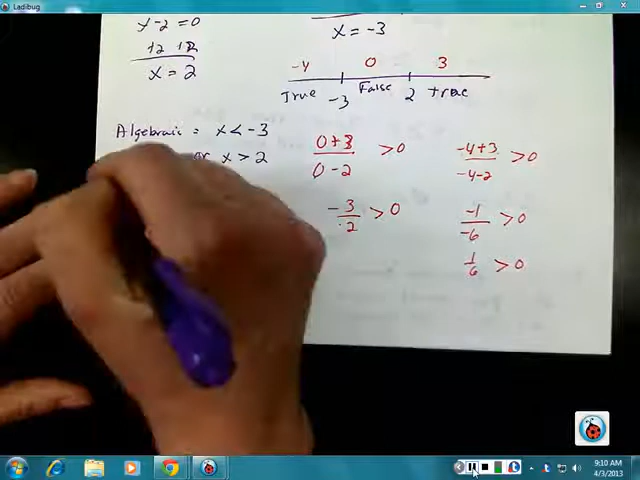 Ladibug
x-2=0
+2 +2
x = 2
x = -3
-4 0 3
True -3 False 2 true
Algebraic = x < -3
or x > 2
0+3 / 0-2 > 0
-3/2 > 0
-4+3 / -4-2 > 0
-1/-6 > 0
1/6 > 0
9:10 AM
4/3/2013